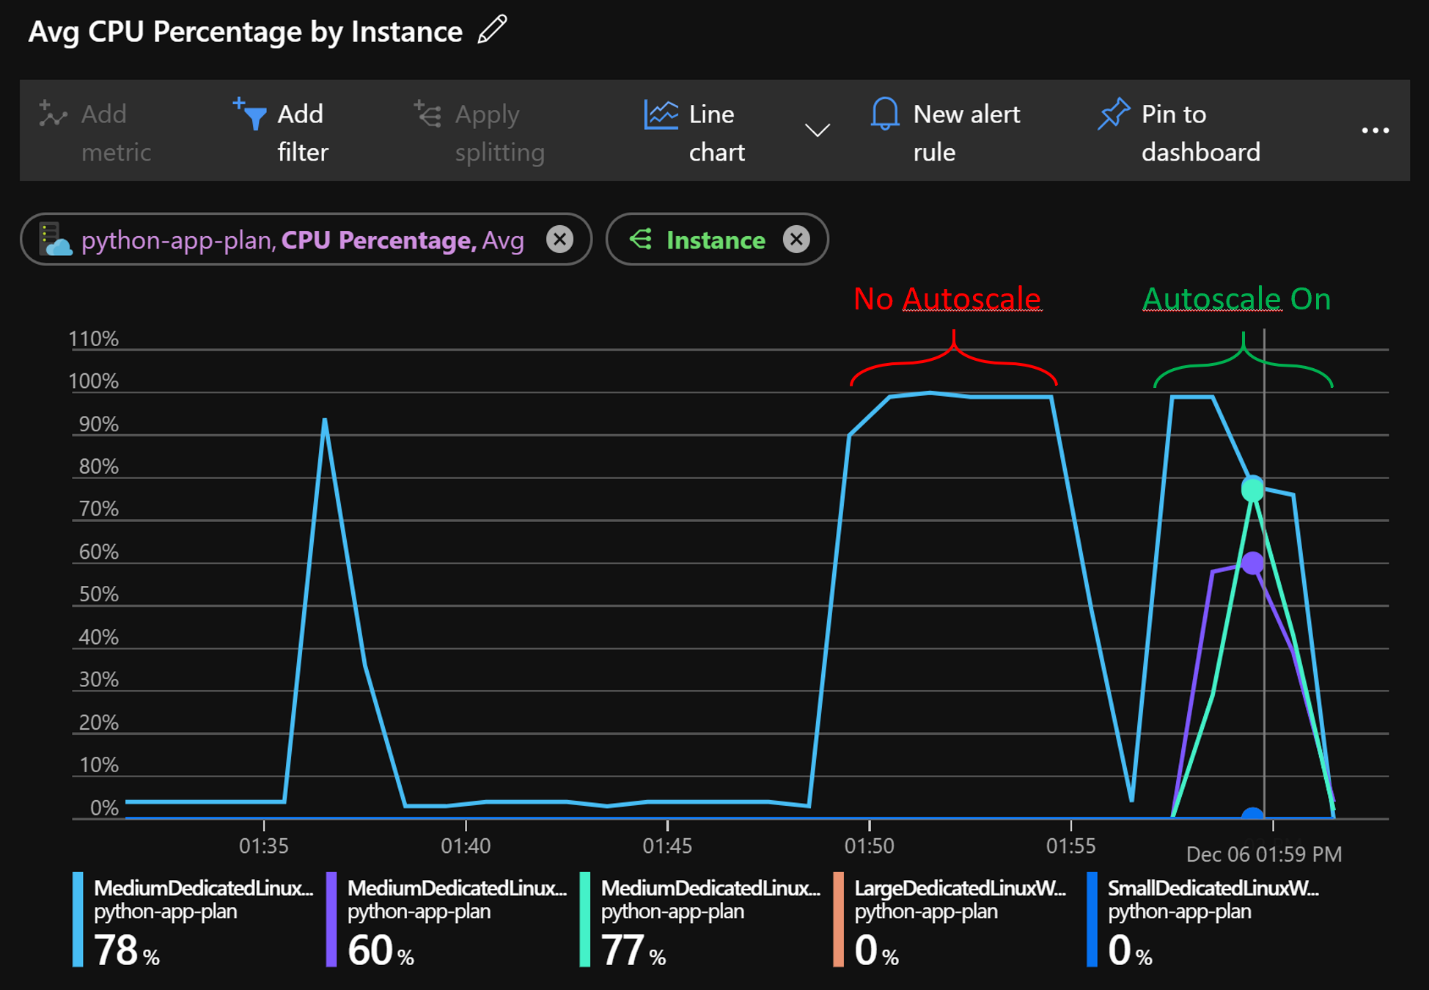 Avg CPU Percentage by Instance
Add metric
Add filter
Apply splitting
Line chart
New alert rule
Pin to dashboard
python-app-plan, CPU Percentage, Avg
Instance
No Autoscale
Autoscale On
110%
100%
90%
80%
70%
60%
50%
40%
30%
20%
10%
0%
01:35
01:40
01:45
01:50
01:55
Dec 06 01:59 PM
MediumDedicatedLinux...
python-app-plan
78 %
MediumDedicatedLinux...
python-app-plan
60 %
MediumDedicatedLinux...
python-app-plan
77 %
LargeDedicatedLinuxW...
python-app-plan
0 %
SmallDedicatedLinuxW...
python-app-plan
0 %